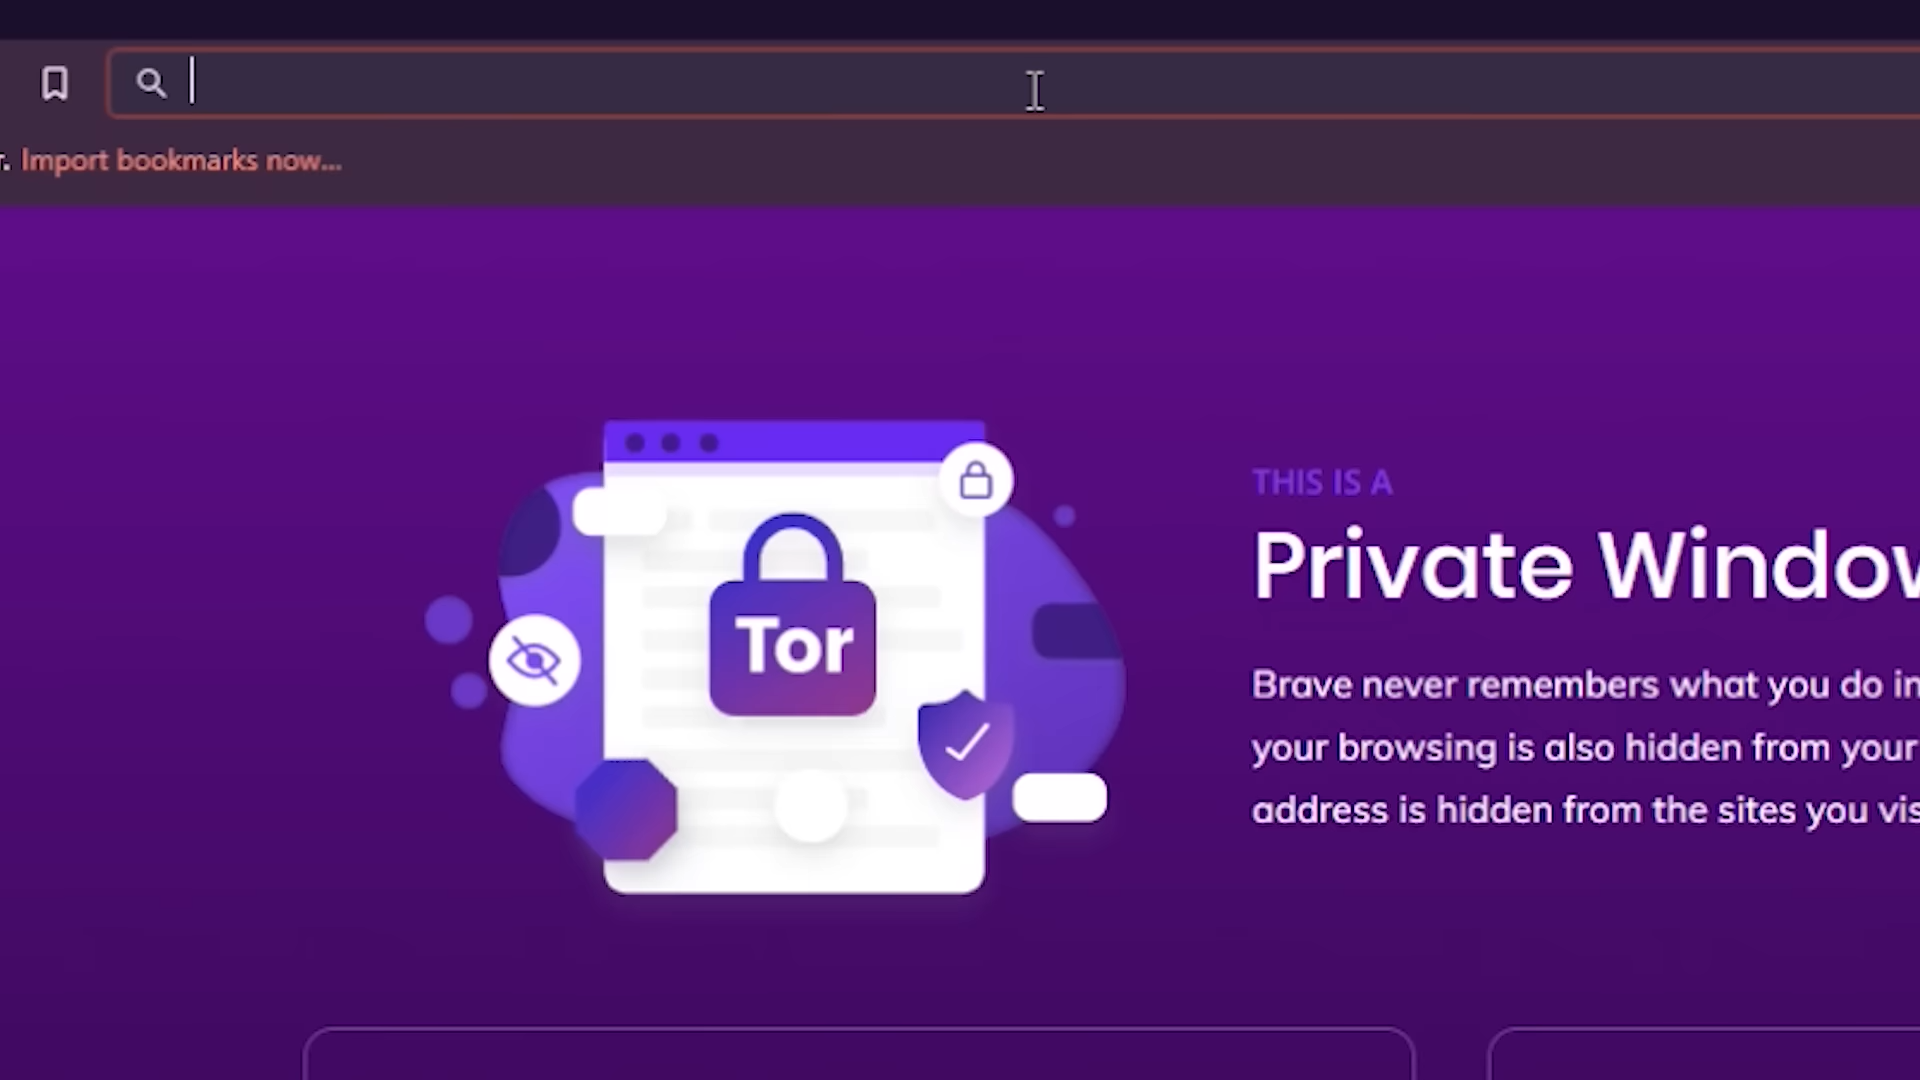 r. Import bookmarks now...
Tor
THIS IS A
Private Window
Brave never remembers what you do in
your browsing is also hidden from your
address is hidden from the sites you vis